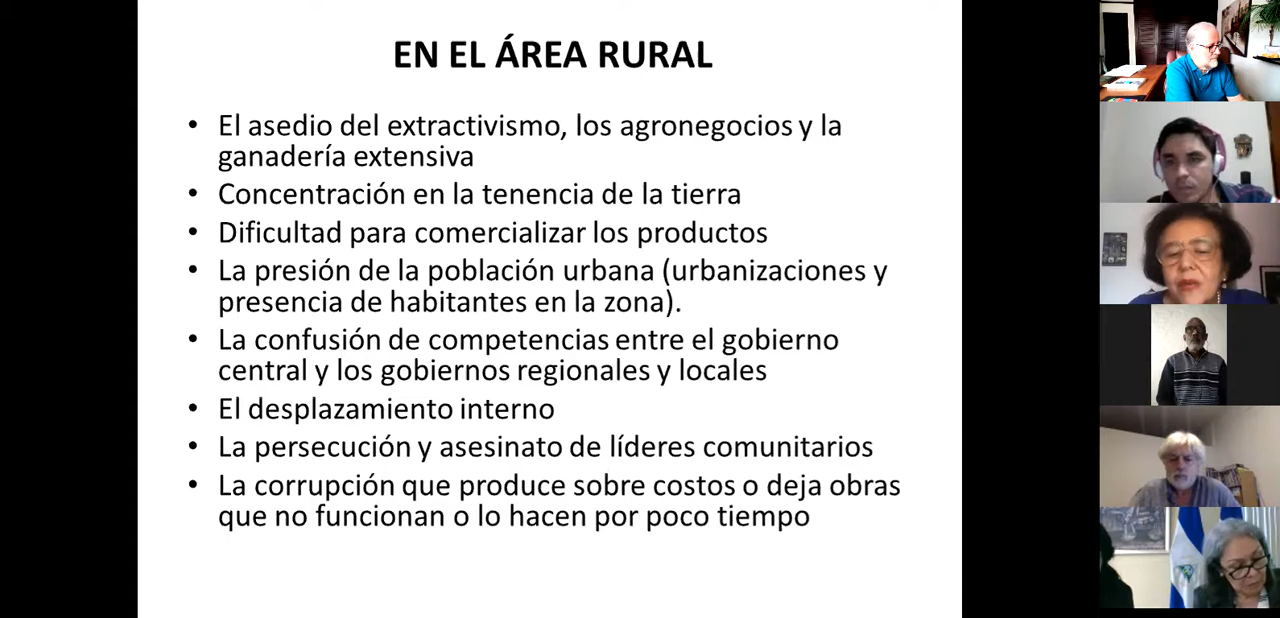 EN EL ÁREA RURAL
• El asedio del extractivismo, los agronegocios y la
ganadería extensiva
• Concentración en la tenencia de la tierra
• Dificultad para comercializar los productos
• La presión de la población urbana (urbanizaciones y
presencia de habitantes en la zona).
• La confusión de competencias entre el gobierno
central y los gobiernos regionales y locales
• El desplazamiento interno
• La persecución y asesinato de líderes comunitarios
• La corrupción que produce sobre costos o deja obras
que no funcionan o lo hacen por poco tiempo